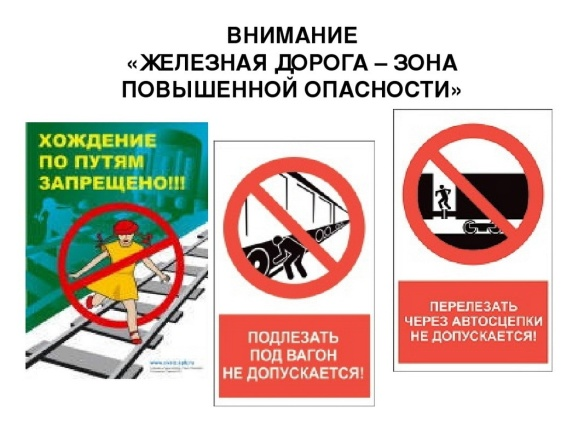 ВНИМАНИЕ
«ЖЕЛЕЗНАЯ ДОРОГА – ЗОНА
ПОВЫШЕННОЙ ОПАСНОСТИ»
ХОЖДЕНИЕ
ПО ПУТЯМ
ЗАПРЕЩЕНО!!!
ПОДЛЕЗАТЬ
ПОД ВАГОН
НЕ ДОПУСКАЕТСЯ!
ПЕРЕЛЕЗАТЬ
ЧЕРЕЗ АВТОСЦЕПКИ
НЕ ДОПУСКАЕТСЯ!